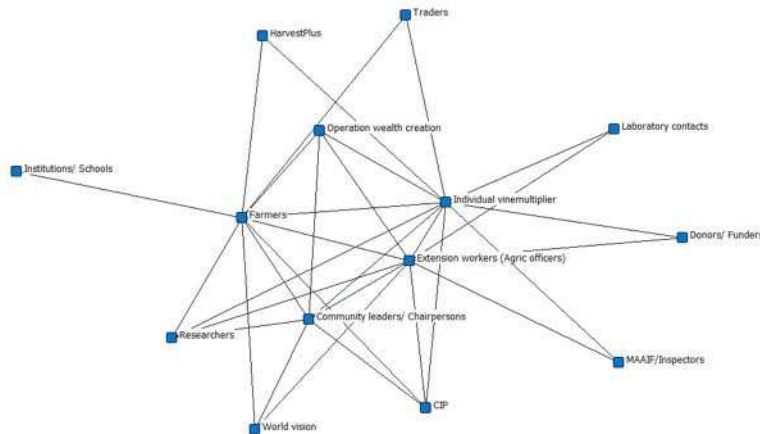 Traders
HarvestPlus
Operation wealth creation
Laboratory contacts
Institutions/ Schools
Individual vinemultiplier
Farmers
Donors/ Funders
Extension workers (Agric officers)
Community leaders/ Chairpersons
Researchers
MAAIF/Inspectors
CIP
World vision